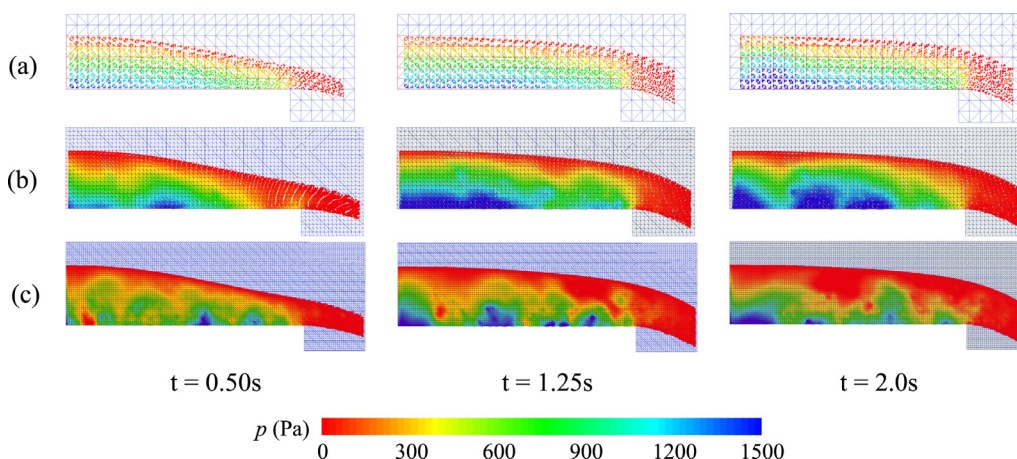 (a)
(b)
(c)
t = 0.50s t = 1.25s t = 2.0s
p (Pa)
0 300 600 900 1200 1500